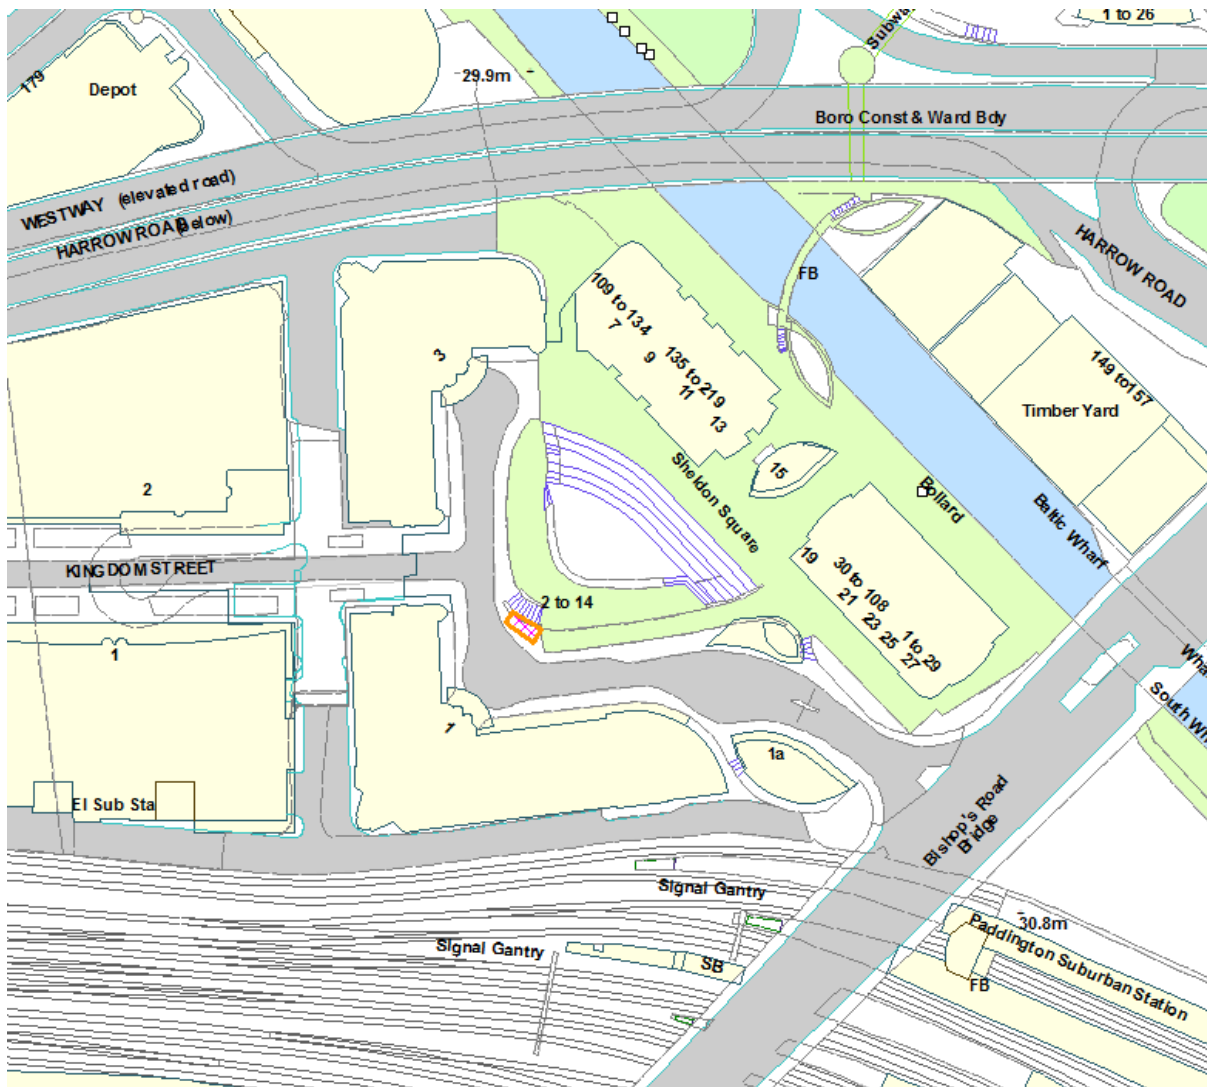 1 to 26
Subwa
29.9m
179
Depot
Boro Const & Ward Bdy
WESTWAY (elevated road)
HARROW ROAD (below)
HARROW ROAD
FB
109 to 134
7
9
135 to 219
11
13
3
149 to 157
Timber Yard
15
Sheldon Square
Bollard
Baltic Wharf
2
KINGDOM STREET
19
30 to 108
21
23
25
1 to 29
27
2 to 14
1
1
1a
South Wh
Wha
El Sub Sta
Bishop's Road
Bridge
Signal Gantry
30.8m
Signal Gantry
SB
Paddington Suburban Station
FB